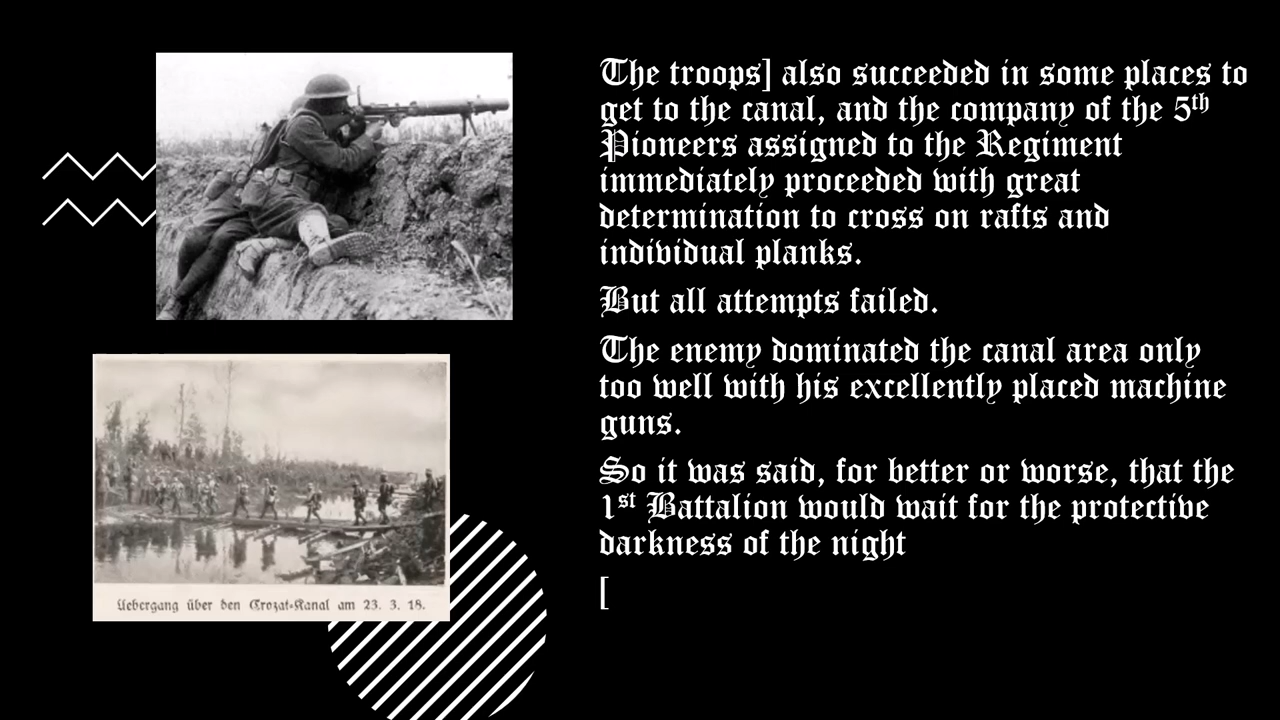 The troops] also succeeded in some places to
get to the canal, and the company of the 5th
Pioneers assigned to the Regiment
immediately proceeded with great
determination to cross on rafts and
individual planks.
But all attempts failed.
The enemy dominated the canal area only
too well with his excellently placed machine
guns.
So it was said, for better or worse, that the
1st Battalion would wait for the protective
darkness of the night
[
Uebergang über den Crozat-Kanal am 23. 3. 18.